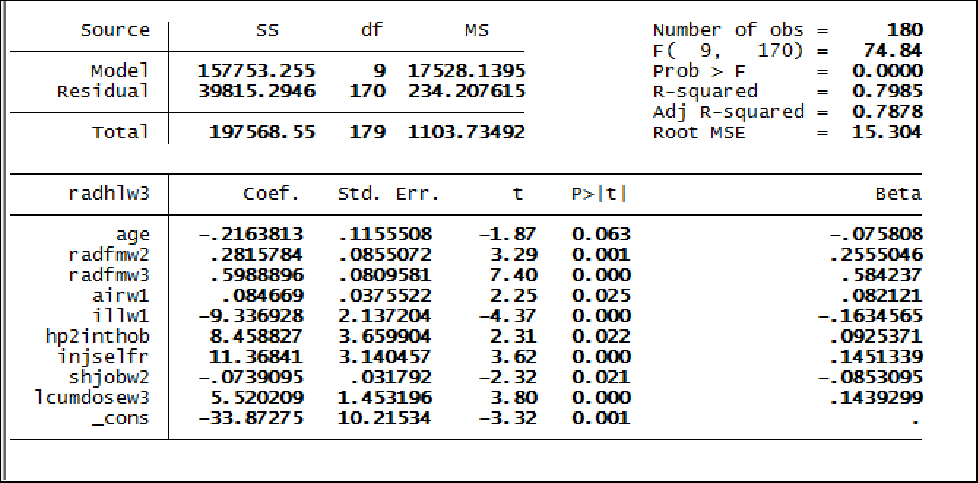 Source SS df MS Number of obs = 180
F( 9, 170) = 74.84
Model 157753.255 9 17528.1395 Prob > F = 0.0000
Residual 39815.2946 170 234.207615 R-squared = 0.7985
Adj R-squared = 0.7878
Total 197568.55 179 1103.73492 Root MSE = 15.304
radhlw3 Coef. Std. Err. t P>|t| Beta
age -.2163813 .1155508 -1.87 0.063 -.075808
radfmw2 .2815784 .0855072 3.29 0.001 .2555046
radfmw3 .5988896 .0809581 7.40 0.000 .584237
airw1 .084669 .0375522 2.25 0.025 .082121
illw1 -9.336928 2.137204 -4.37 0.000 -.1634565
hp2inthob 8.458827 3.659904 2.31 0.022 .0925371
injselfr 11.36841 3.140457 3.62 0.000 .1451339
shjobw2 -.0739095 .031792 -2.32 0.021 -.0853095
lcumdosew3 5.520209 1.453196 3.80 0.000 .1439299
_cons -33.87275 10.21534 -3.32 0.001 .